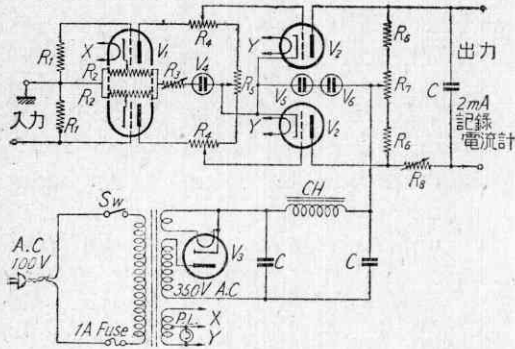 R1
X
V1
R4
Y
V2
R6
出力
R2
R3
V4
R5
V5
V6
R7
C
R2
2mA
記録
電流計
入力
R1
R4
Y
V2
R6
R8
Sw
CH
A.C
100V
V3
C
C
350V A.C
1A Fuse
P.L.
X
Y